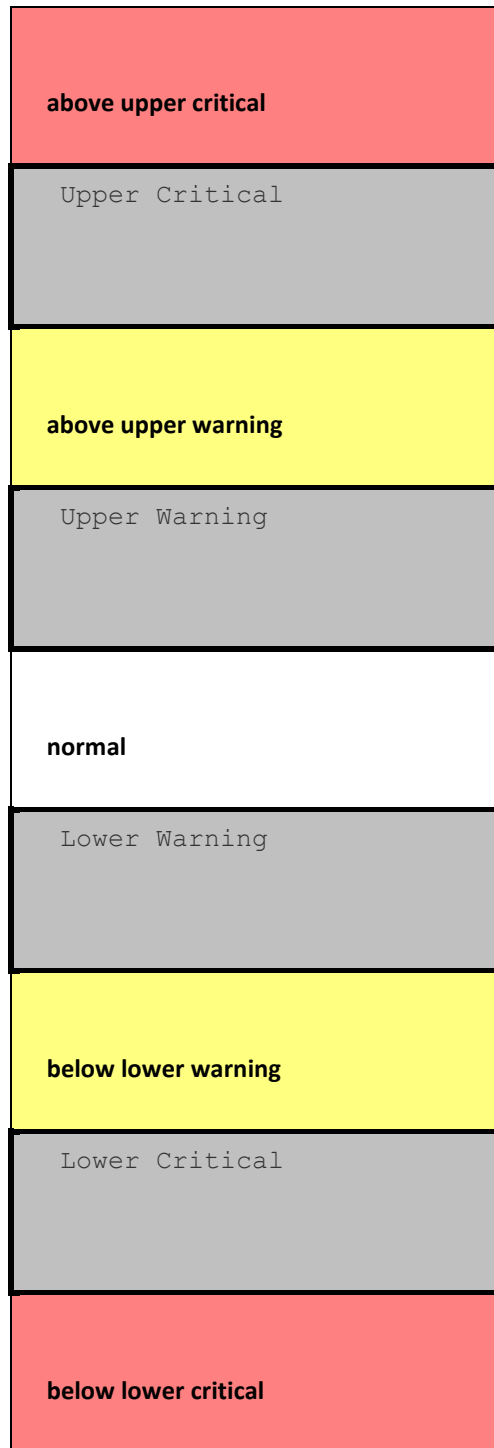 above upper critical
Upper Critical
above upper warning
Upper Warning
normal
Lower Warning
below lower warning
Lower Critical
below lower critical